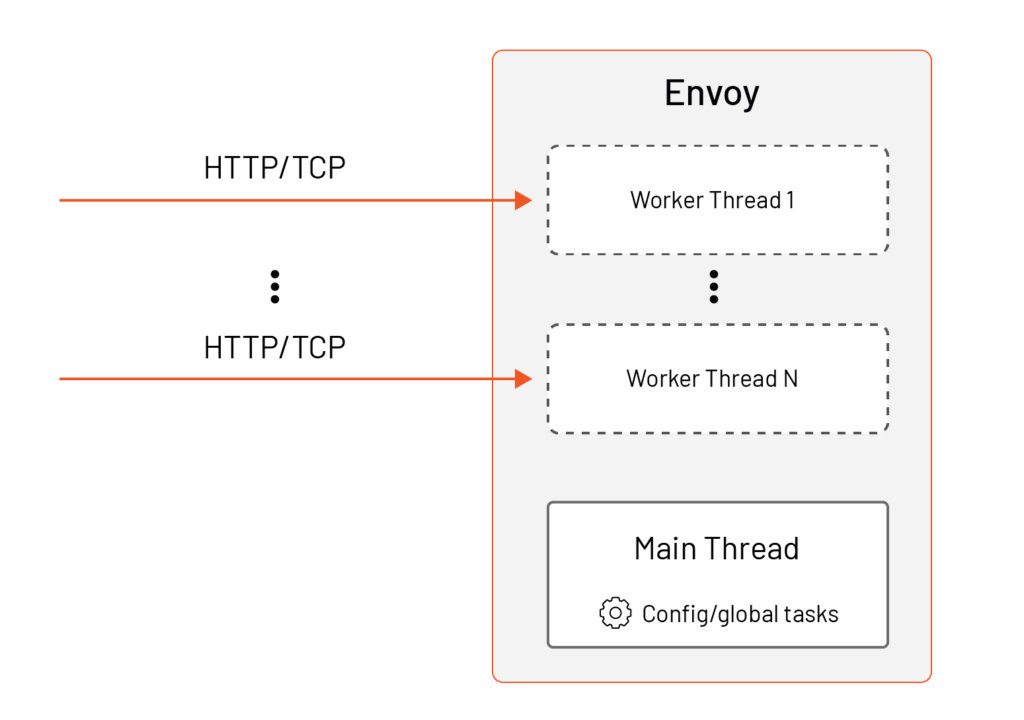 Envoy
HTTP/TCP
Worker Thread 1
HTTP/TCP
Worker Thread N
Main Thread
Config/global tasks